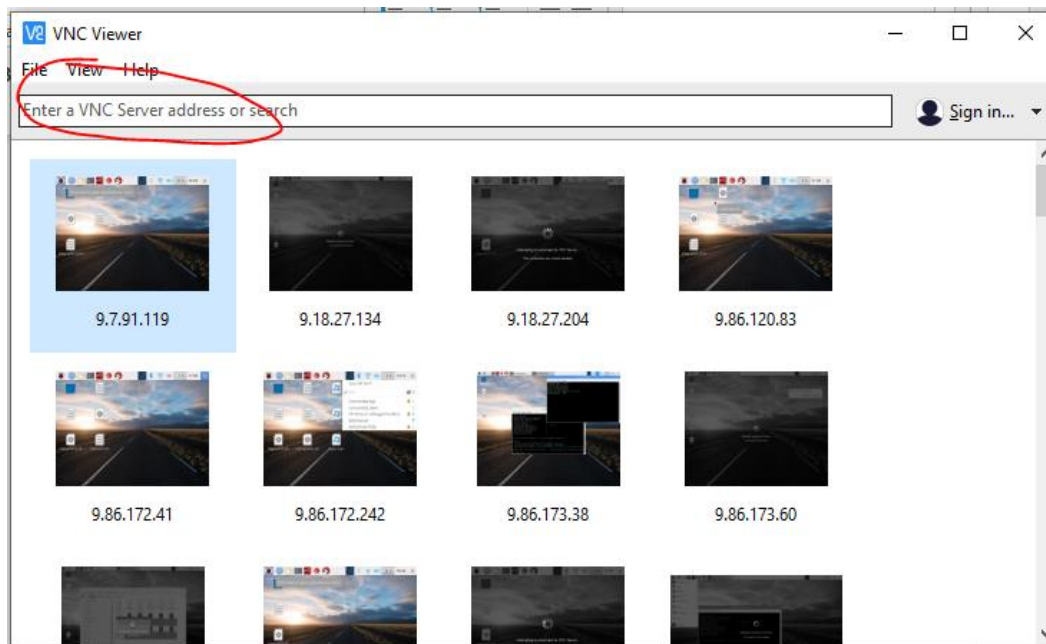 VNC Viewer
File View Help
Enter a VNC Server address or search
Sign in...
9.7.91.119 9.18.27.134 9.18.27.204 9.86.120.83
9.86.172.41 9.86.172.242 9.86.173.38 9.86.173.60